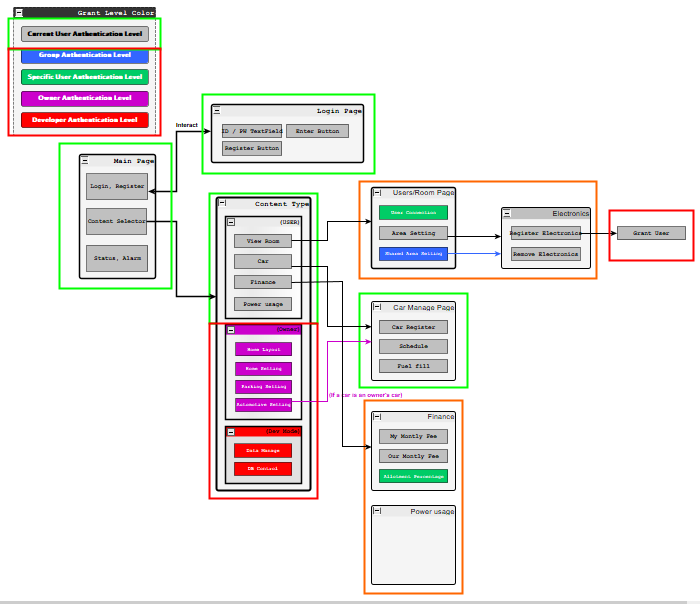 Grant Level Color
Current User Authentication Level
Group Authentication Level
Specific User Authentication Level
Owner Authentication Level
Developer Authentication Level
Interact
Login Page
ID / PW TextField
Enter Button
Register Button
Main Page
Login, Register
Content Selector
Status, Alarm
Content Type
(USER)
View Room
Car
Finance
Power usage
(Owner)
Home Layout
Home Setting
Parking Setting
Automotive Setting
(Dev Mode)
Data Manage
DB Control
Users/Room Page
User Connection
Area Setting
Shared Area Setting
Electronics
Register Electronics
Remove Electronics
Grant User
Car Manage Page
Car Register
Schedule
Fuel fill
(If a car is an owner's car)
Finance
My Montly Fee
Our Montly Fee
Allotment Percentage
Power usage